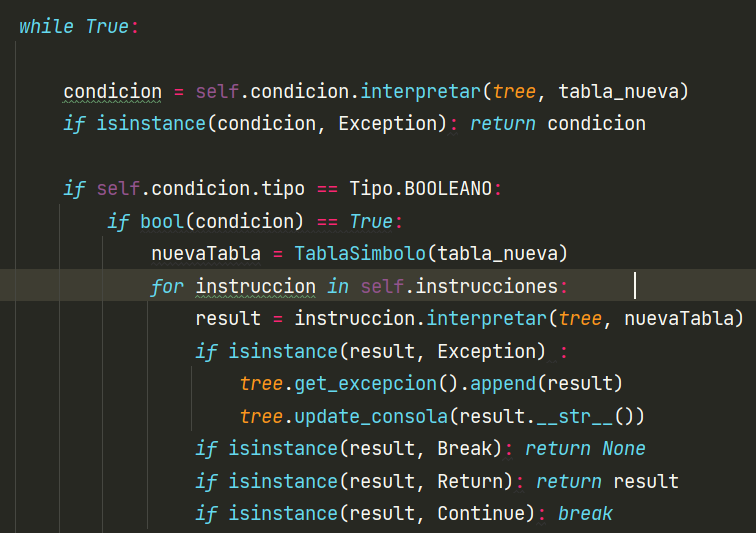 while True:
condicion = self.condicion.interpretar(tree, tabla_nueva)
if isinstance(condicion, Exception): return condicion
if self.condicion.tipo == Tipo.BOOLEANO:
if bool(condicion) == True:
nuevaTabla = TablaSimbolo(tabla_nueva)
for instruccion in self.instrucciones:
result = instruccion.interpretar(tree, nuevaTabla)
if isinstance(result, Exception) :
tree.get_excepcion().append(result)
tree.update_consola(result.__str__())
if isinstance(result, Break): return None
if isinstance(result, Return): return result
if isinstance(result, Continue): break